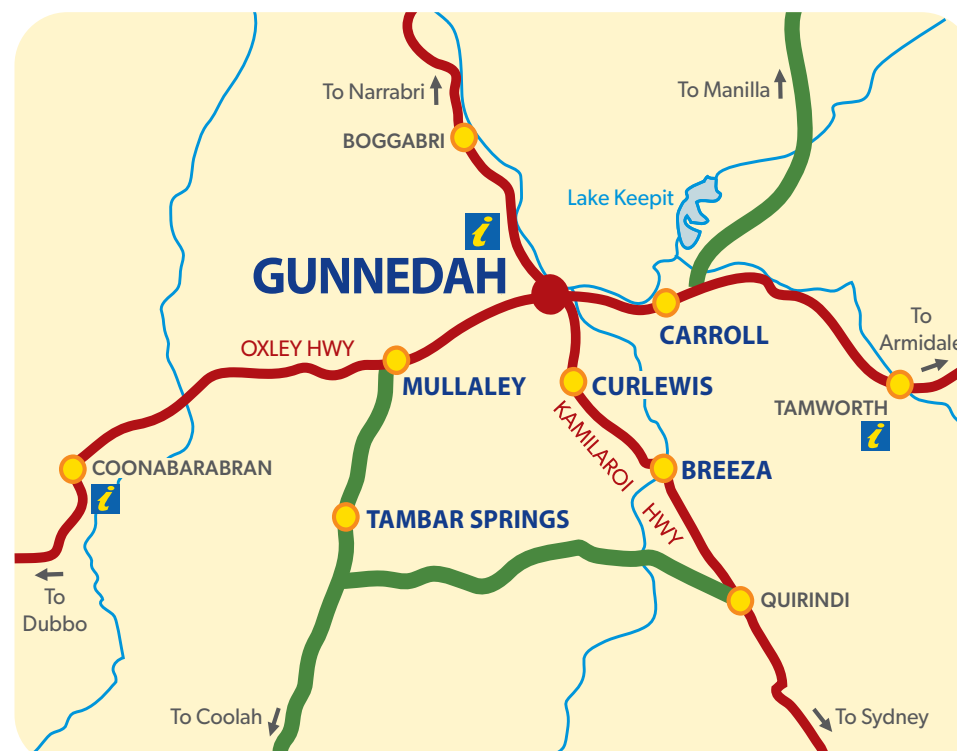 To Narrabri
To Manilla
BOGGABRI
Lake Keepit
i
GUNNEDAH
To
Armidale
CARROLL
OXLEY HWY
MULLALEY
CURLEWIS
TAMWORTH
i
KAMILAROI
HWY
COONABARABRAN
i
BREEZA
TAMBAR SPRINGS
To
Dubbo
QUIRINDI
To Coolah
To Sydney